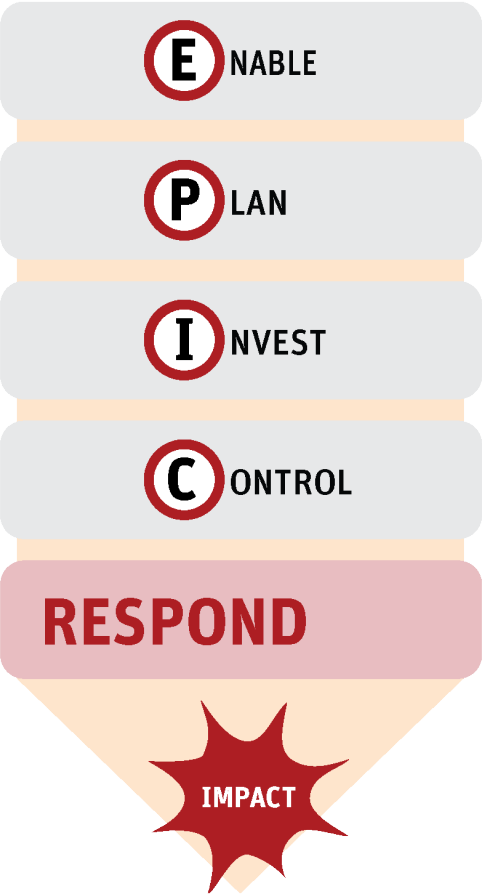 ENABLE
PLAN
INVEST
CONTROL
RESPOND
IMPACT